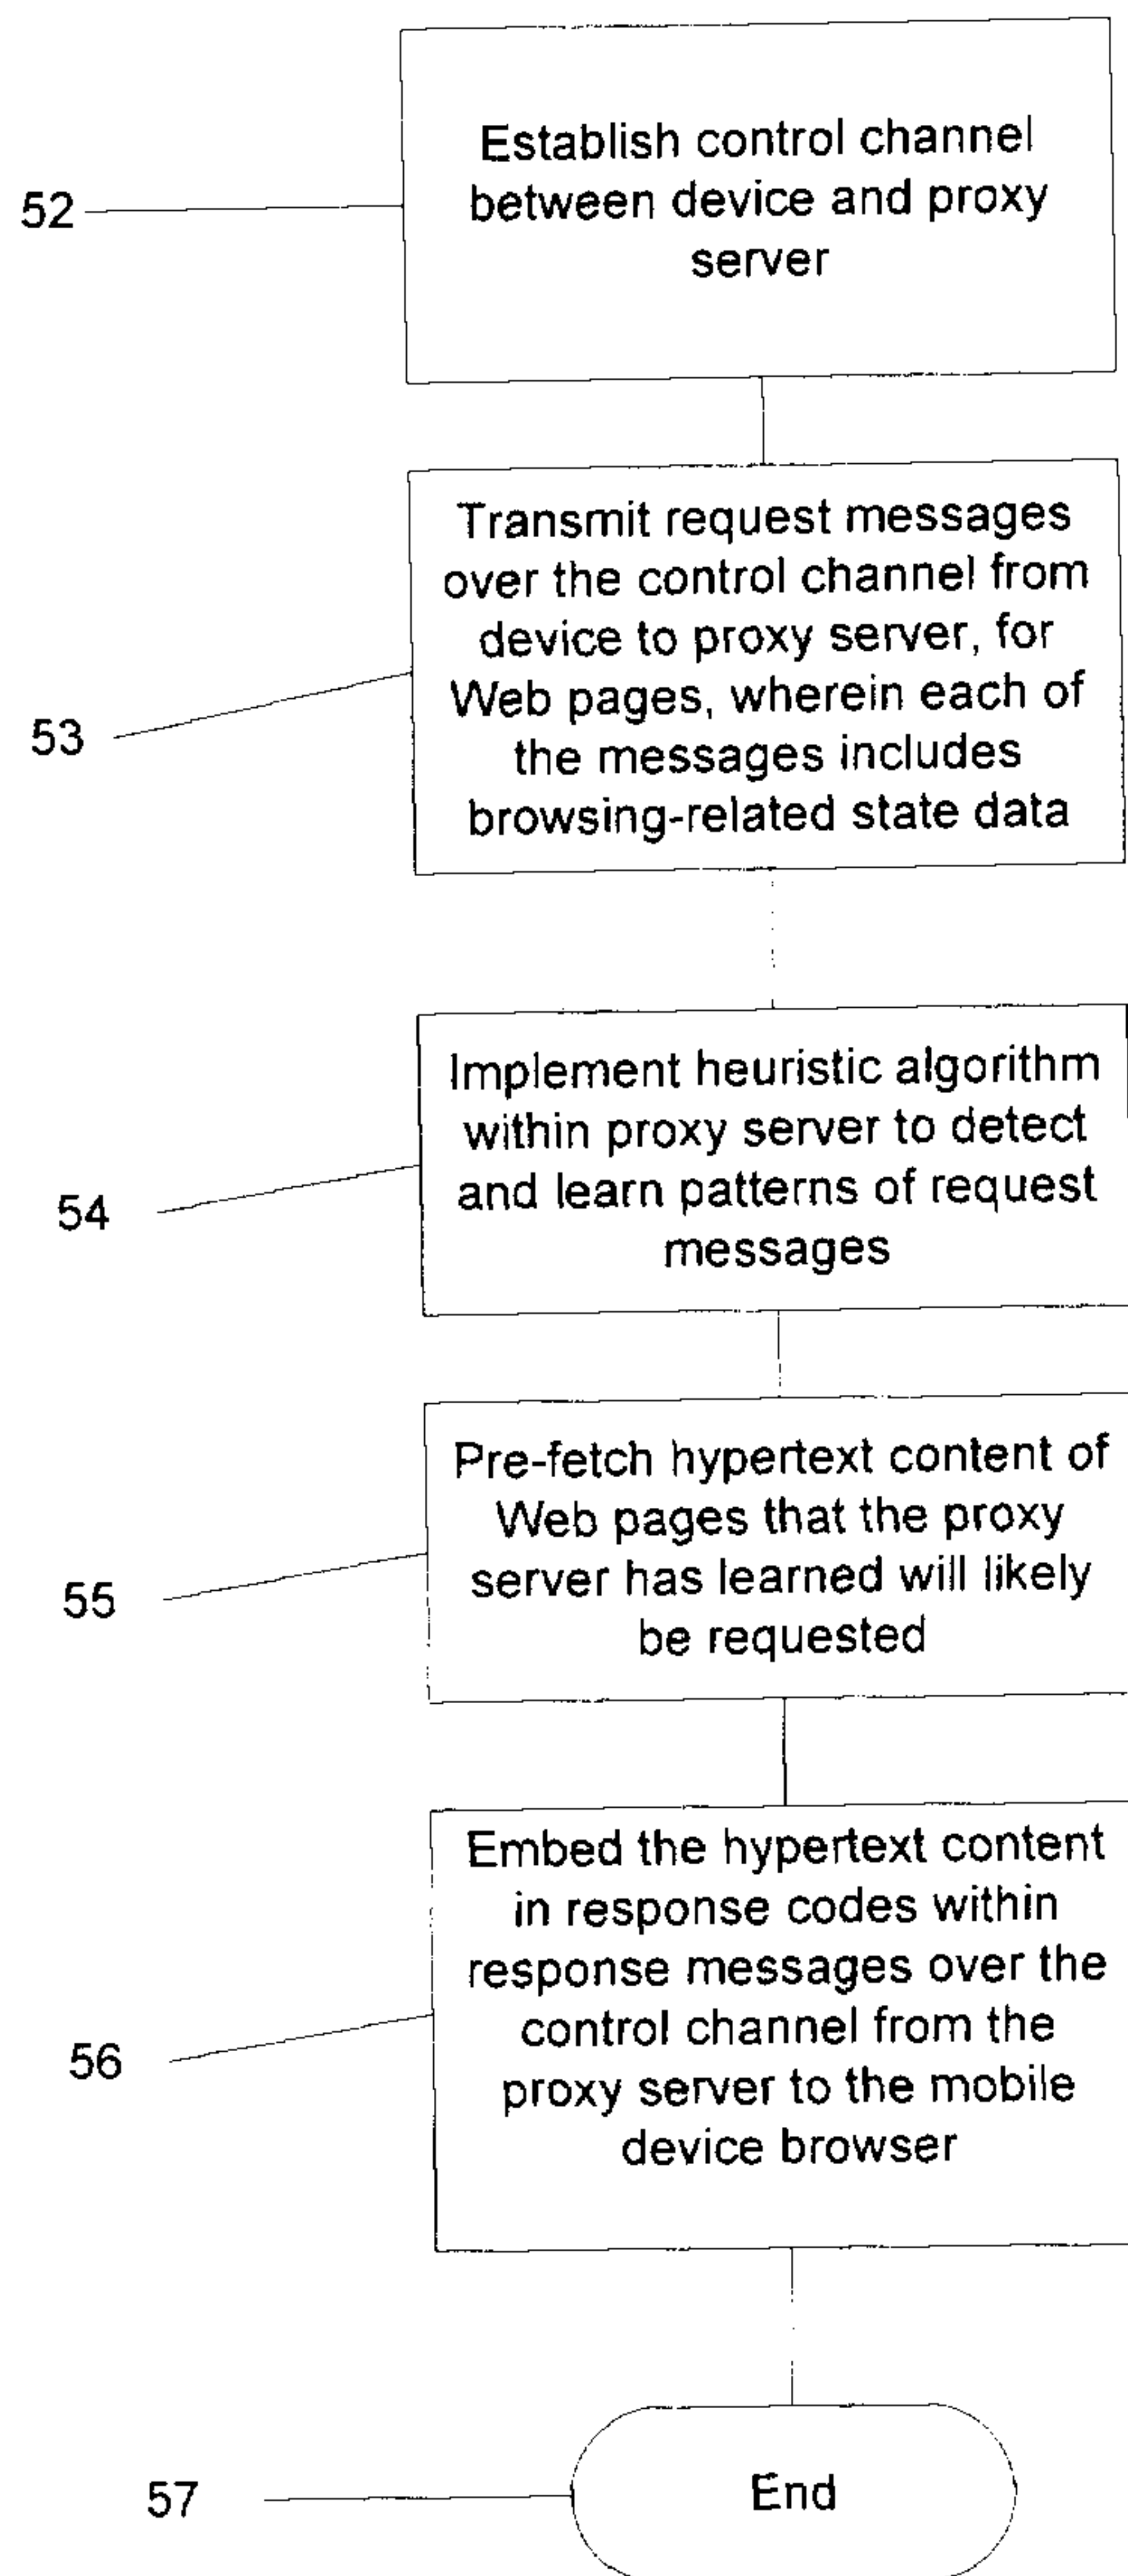 Establish control channel
between device and proxy
server
52
Transmit request messages
over the control channel from
device to proxy server, for
Web pages, wherein each of
the messages includes
browsing-related state data
53
Implement heuristic algorithm
within proxy server to detect
and learn patterns of request
messages
54
Pre-fetch hypertext content of
Web pages that the proxy
server has learned will likely
be requested
55
Embed the hypertext content
in response codes within
response messages over the
control channel from the
proxy server to the mobile
device browser
56
End
57